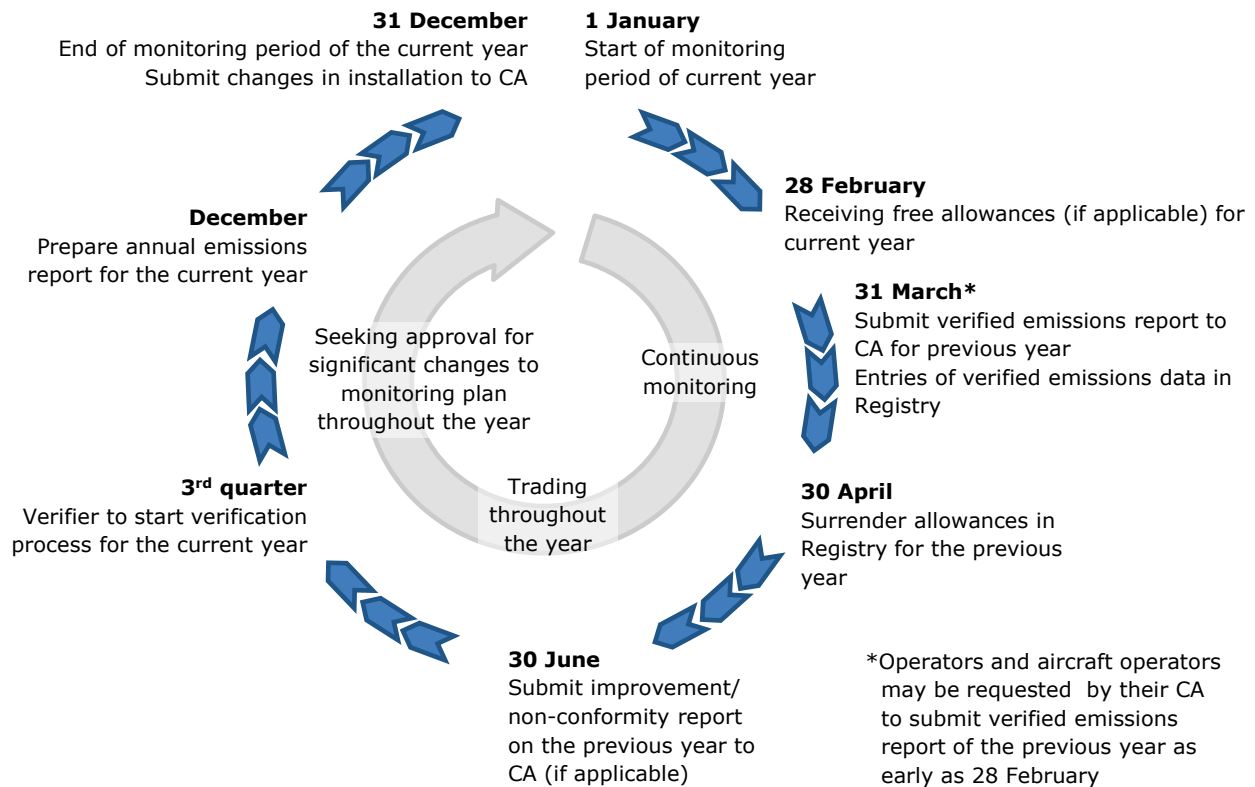 31 December
End of monitoring period of the current year
Submit changes in installation to CA
1 January
Start of monitoring
period of current year
28 February
Receiving free allowances (if applicable) for
current year
31 March*
Submit verified emissions report to
CA for previous year
Entries of verified emissions data in
Registry
30 April
Surrender allowances in
Registry for the previous
year
30 June
Submit improvement/
non-conformity report
on the previous year to
CA (if applicable)
3rd quarter
Verifier to start verification
process for the current year
December
Prepare annual emissions
report for the current year
Seeking approval for
significant changes to
monitoring plan
throughout the year
Continuous
monitoring
Trading
throughout
the year
*Operators and aircraft operators
may be requested by their CA
to submit verified emissions
report of the previous year as
early as 28 February